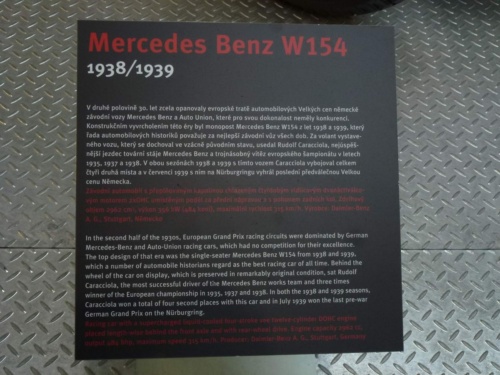 Mercedes Benz W154
1938/1939
V druhé polovině 30. let zcela opanovaly evropské tratě automobilových Velkých cen německé
závodní vozy Mercedes Benz a Auto Union, které pro svou dokonalost neměly konkurenci.
Konstrukčním vyvrcholením této éry byl monopost Mercedes Benz W154 z let 1938 a 1939, který
řada automobilových historiků považuje za nejlepší závodní vůz všech dob. Za volant vystave-
ného vozu, který se dochoval ve vzácně původním stavu, usedal Rudolf Caracciola, nejúspěš-
nější jezdec tovární stáje Mercedes Benz a trojnásobný vítěz evropského šampionátu v letech
1935, 1937 a 1938. V obou sezónách 1938 a 1939 s tímto vozem Caracciola vybojoval celkem
čtyři druhá místa a v červenci 1939 s ním na Nürburgringu vyhrál poslední předválečnou Velkou
cenu Německa.
In the second half of the 1930s, European Grand Prix racing circuits were dominated by German
Mercedes-Benz and Auto-Union racing cars, which had no competition for their excellence.
The top design of that era was the single-seater Mercedes Benz W154 from 1938 and 1939,
which a number of automobile historians regard as the best racing car of all time. Behind the
wheel of the car on display, which is preserved in remarkably original condition, sat Rudolf
Caracciola, the most successful driver of the Mercedes Benz works team and three times
winner of the European championship in 1935, 1937 and 1938. In both the 1938 and 1939 seasons,
Caracciola won a total of four second places with this car and in July 1939 won the last pre-war
German Grand Prix on the Nürburgring.